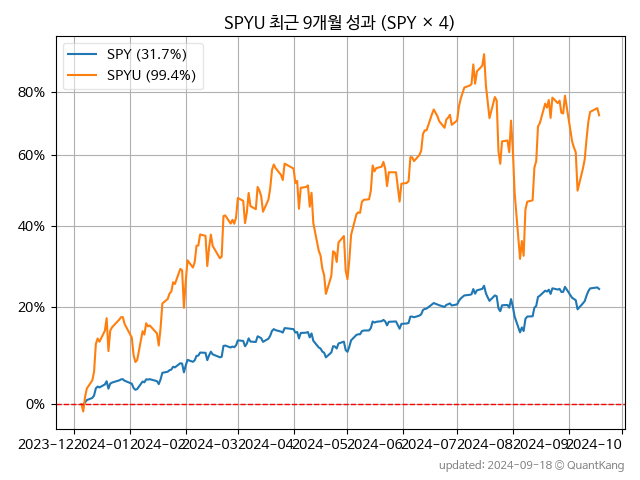 SPYU 최근 9개월 성과 (SPY × 4)
SPY (31.7%)
SPYU (99.4%)
80%
60%
40%
20%
0%
2023-12 2024-01 2024-02 2024-03 2024-04 2024-05 2024-06 2024-07 2024-08 2024-09 2024-10
updated: 2024-09-18 © QuantKang